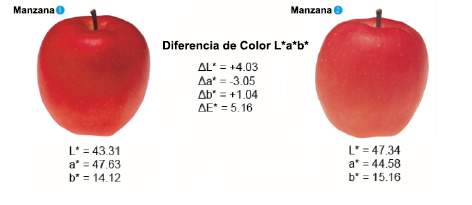 Manzana 1
Manzana 2
Diferencia de Color L*a*b*
ΔL* = +4.03
Δa* = -3.05
Δb* = +1.04
ΔE* = 5.16
L* = 43.31
a* = 47.63
b* = 14.12
L* = 47.34
a* = 44.58
b* = 15.16